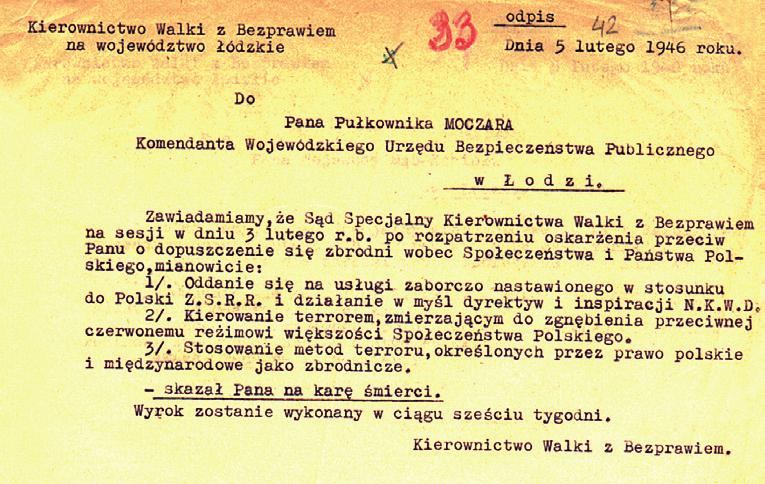 odpis
33
42
Kierownictwo Walki z Bezprawiem
na województwo łódzkie
Dnia 5 lutego 1946 roku.
Do
Pana Pułkownika MOCZARA
Komendanta Wojewódzkiego Urzędu Bezpieczeństwa Publicznego
w Ł o d z i.
Zawiadamiamy,że Sąd Specjalny Kierownictwa Walki z Bezprawiem
na sesji w dniu 3 lutego r.b. po rozpatrzeniu oskarżenia przeciw
Panu o dopuszczenie się zbrodni wobec Społeczeństwa i Państwa Pol-
skiego,mianowicie:
1/. Oddanie się na usługi zaborczo nastawionego w stosunku
do Polski Z.S.R.R. i działanie w myśl dyrektyw i inspiracji N.K.W.D.
2/. Kierowanie terrorem,zmierzającym do zgnębienia przeciwnej
czerwonemu reżimowi większości Społeczeństwa Polskiego.
3/. Stosowanie metod terroru,określonych przez prawo polskie
i międzynarodowe jako zbrodnicze.
- skazał Pana na karę śmierci.
Wyrok zostanie wykonany w ciągu sześciu tygodni.
Kierownictwo Walki z Bezprawiem.